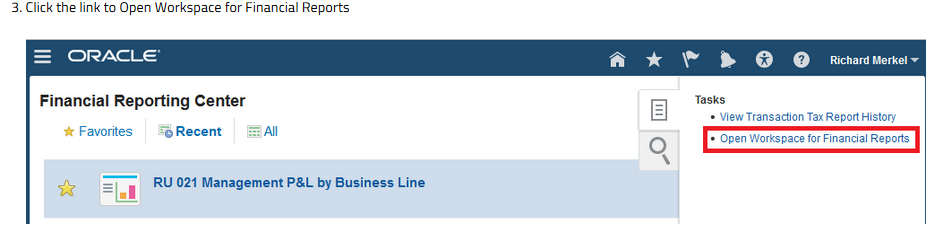 3. Click the link to Open Workspace for Financial Reports
ORACLE
Richard Merkel
Financial Reporting Center
Favorites
Recent
All
RU 021 Management P&L by Business Line
Tasks
• View Transaction Tax Report History
• Open Workspace for Financial Reports